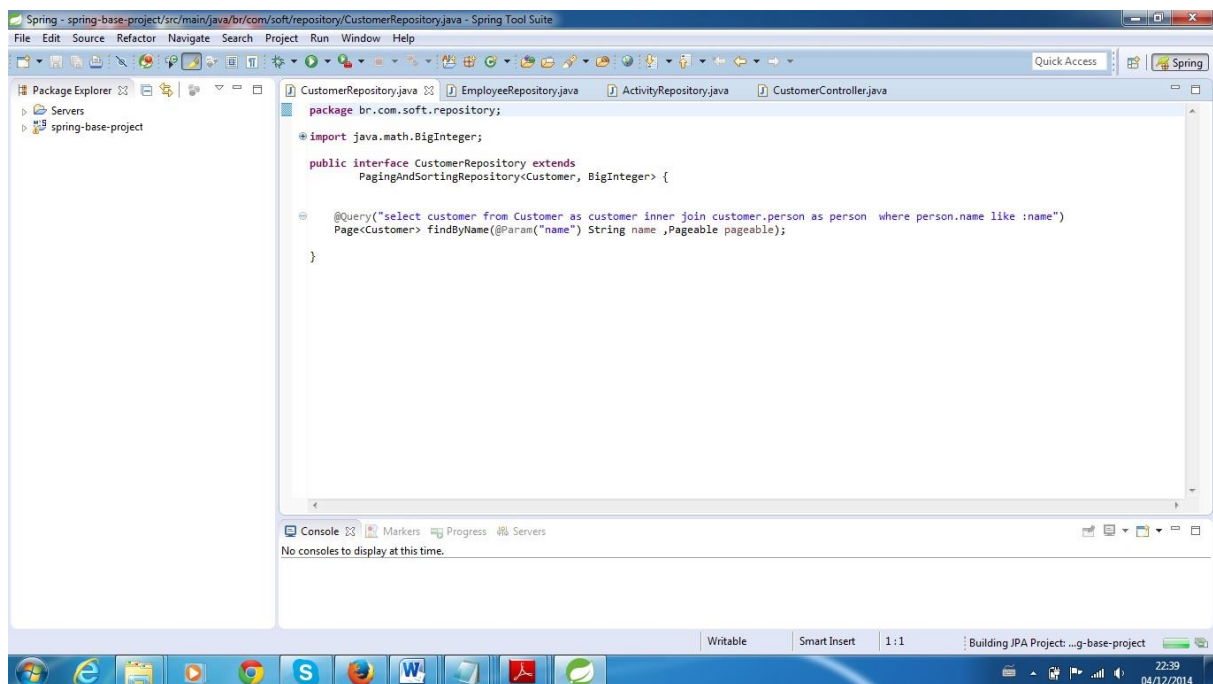 Spring - spring-base-project/src/main/java/br/com/soft/repository/CustomerRepository.java - Spring Tool Suite
File Edit Source Refactor Navigate Search Project Run Window Help
Quick Access
Spring
Package Explorer
Servers
spring-base-project
CustomerRepository.java
EmployeeRepository.java
ActivityRepository.java
CustomerController.java
package br.com.soft.repository;
import java.math.BigInteger;
public interface CustomerRepository extends
PagingAndSortingRepository<Customer, BigInteger> {
@Query("select customer from Customer as customer inner join customer.person as person  where person.name like :name")
Page<Customer> findByName(@Param("name") String name ,Pageable pageable);
}
Console
Markers
Progress
Servers
No consoles to display at this time.
Writable
Smart Insert
1:1
Building JPA Project: ...g-base-project
22:39
04/12/2014